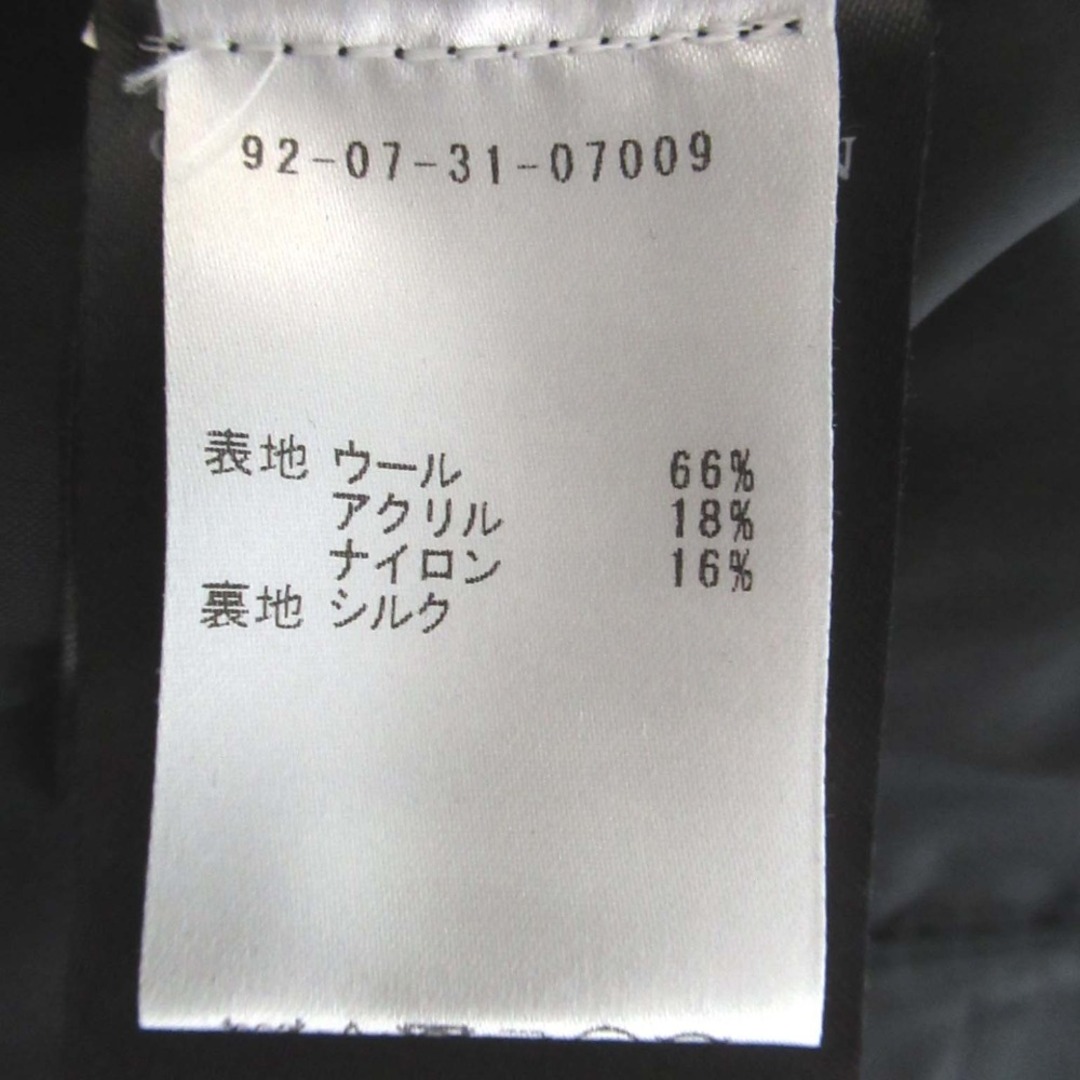 92-07-31-07009
表地 ウール 66%
アクリル 18%
ナイロン 16%
裏地 シルク